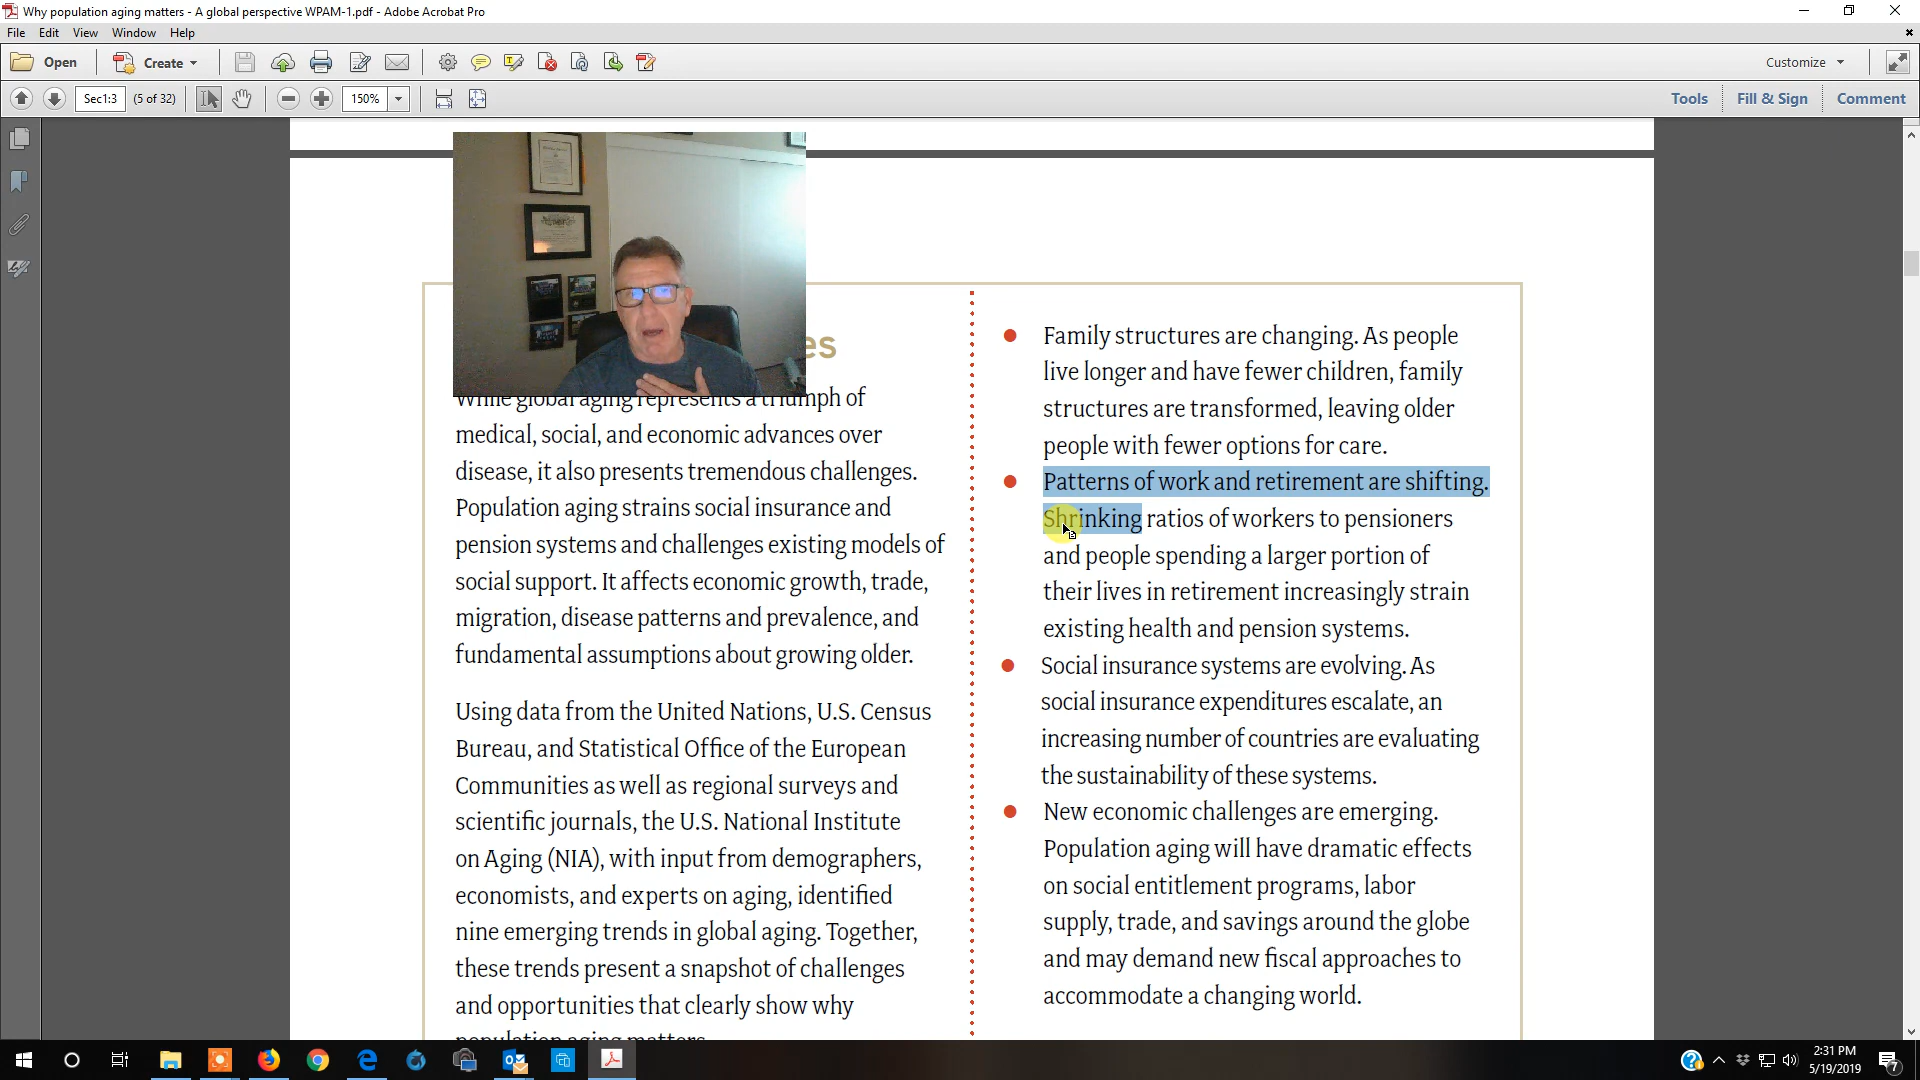 Why population aging matters - A global perspective WPAM-1.pdf - Adobe Acrobat Pro
File Edit View Window Help
Open Create Customize
Sec1:3 (5 of 32) 150% Tools Fill & Sign Comment
es
While global aging represents a triumph of
medical, social, and economic advances over
disease, it also presents tremendous challenges.
Population aging strains social insurance and
pension systems and challenges existing models of
social support. It affects economic growth, trade,
migration, disease patterns and prevalence, and
fundamental assumptions about growing older.
Using data from the United Nations, U.S. Census
Bureau, and Statistical Office of the European
Communities as well as regional surveys and
scientific journals, the U.S. National Institute
on Aging (NIA), with input from demographers,
economists, and experts on aging, identified
nine emerging trends in global aging. Together,
these trends present a snapshot of challenges
and opportunities that clearly show why
population aging matters.
Family structures are changing. As people
live longer and have fewer children, family
structures are transformed, leaving older
people with fewer options for care.
Patterns of work and retirement are shifting.
Shrinking ratios of workers to pensioners
and people spending a larger portion of
their lives in retirement increasingly strain
existing health and pension systems.
Social insurance systems are evolving. As
social insurance expenditures escalate, an
increasing number of countries are evaluating
the sustainability of these systems.
New economic challenges are emerging.
Population aging will have dramatic effects
on social entitlement programs, labor
supply, trade, and savings around the globe
and may demand new fiscal approaches to
accommodate a changing world.
2:31 PM
5/19/2019
7